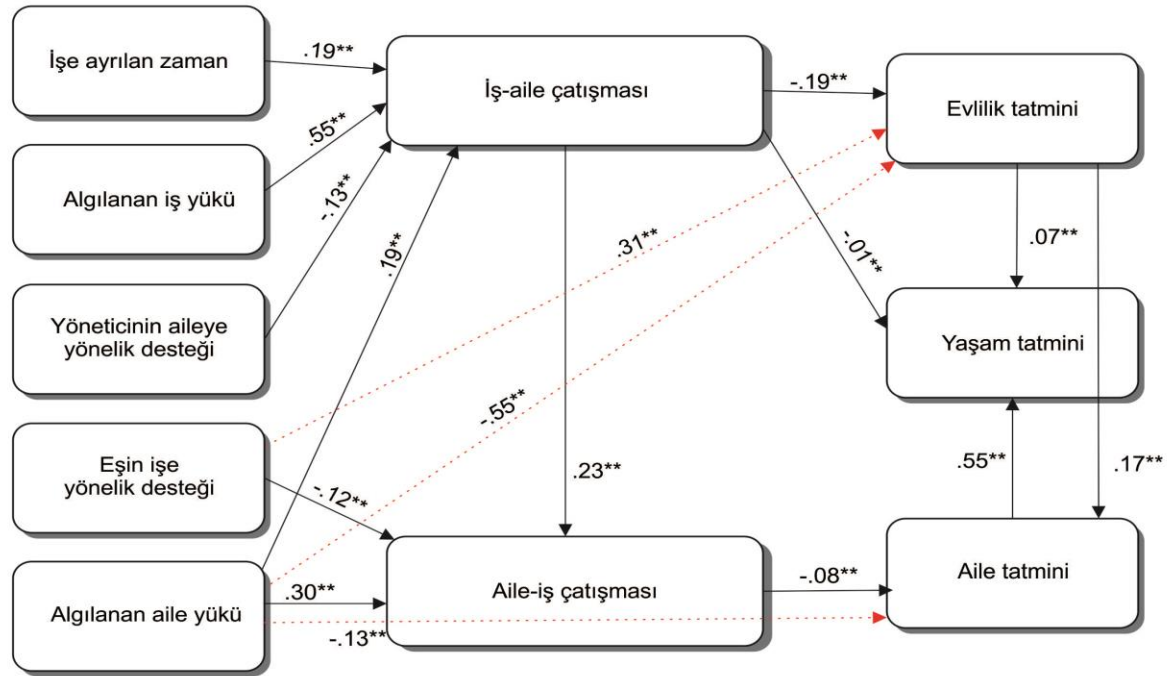 İşe ayrılan zaman
.19**
İş-aile çatışması
-.19**
Evlilik tatmini
.55**
Algılanan iş yükü
-.13**
.19**
.31**
-.01**
.07**
Yöneticinin aileye
yönelik desteği
Yaşam tatmini
-.55**
Eşin işe
yönelik desteği
-.12**
.23**
.55**
.17**
Algılanan aile yükü
.30**
-.13**
Aile-iş çatışması
-.08**
Aile tatmini